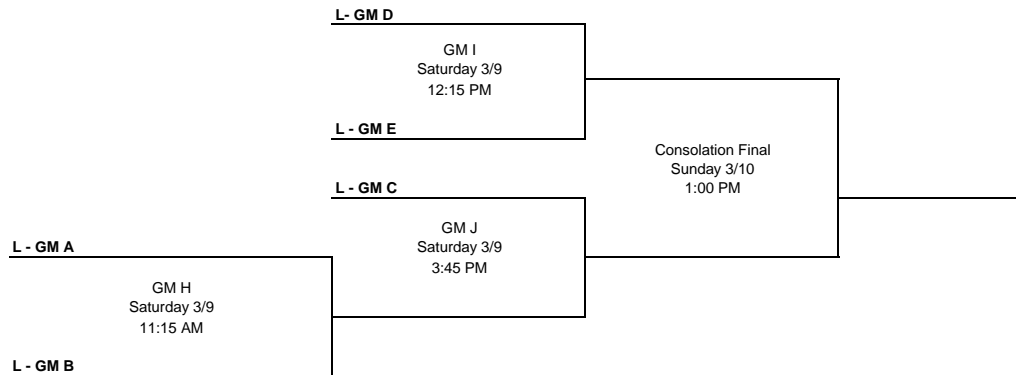 L- GM D
GM I
Saturday 3/9
12:15 PM
L - GM E
Consolation Final
Sunday 3/10
1:00 PM
L - GM C
GM J
Saturday 3/9
3:45 PM
L - GM A
GM H
Saturday 3/9
11:15 AM
L - GM B